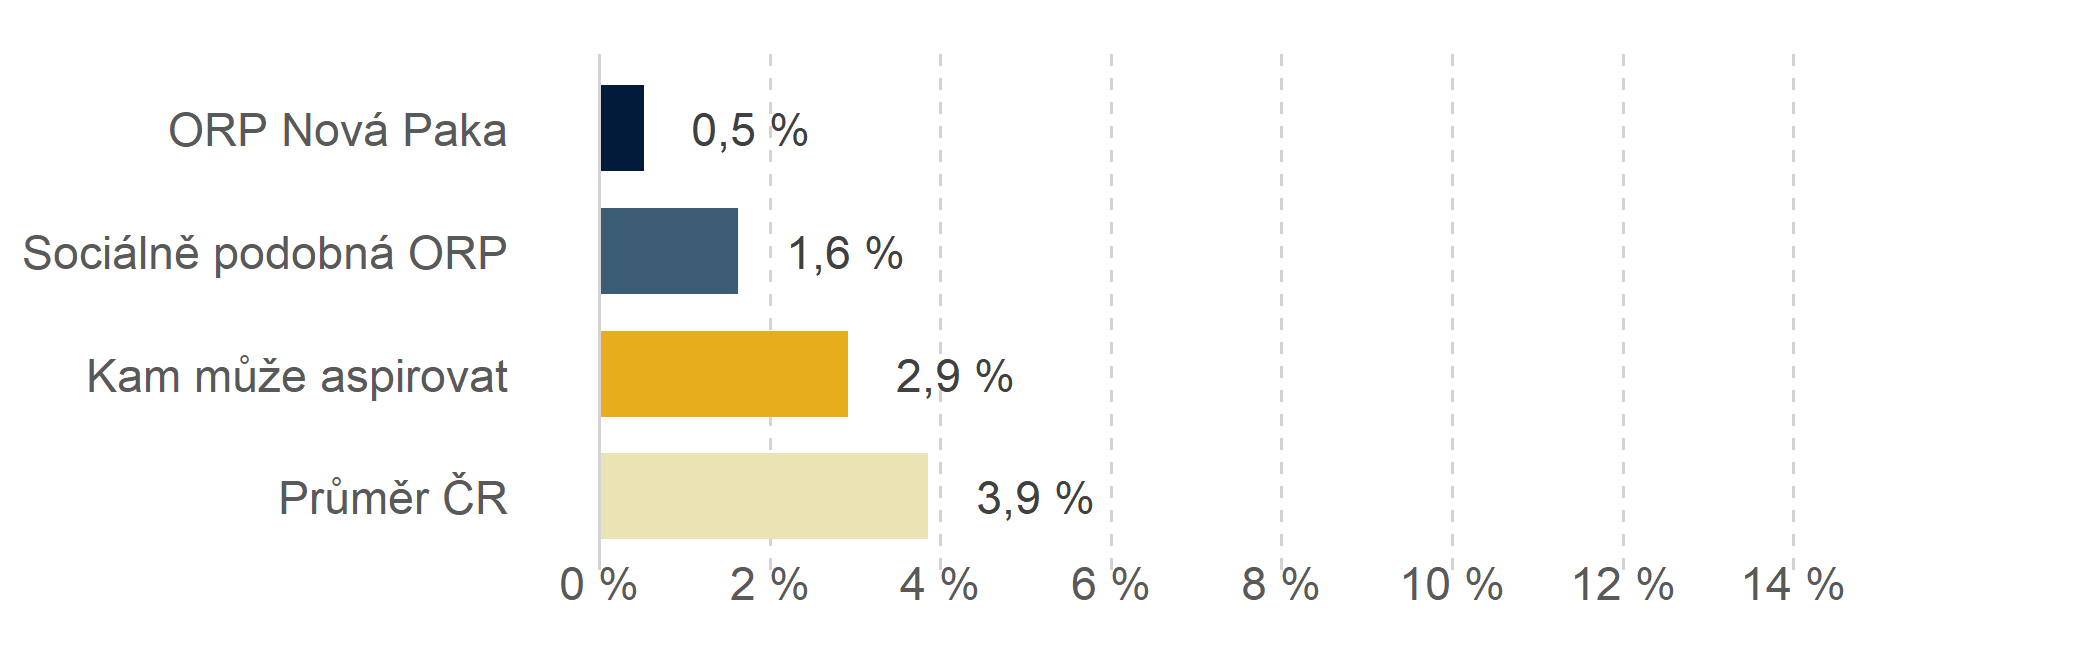 ORP Nová Paka 0,5 %
Sociálně podobná ORP 1,6 %
Kam může aspirovat 2,9 %
Průměr ČR 3,9 %
0 % 2 % 4 % 6 % 8 % 10 % 12 % 14 %